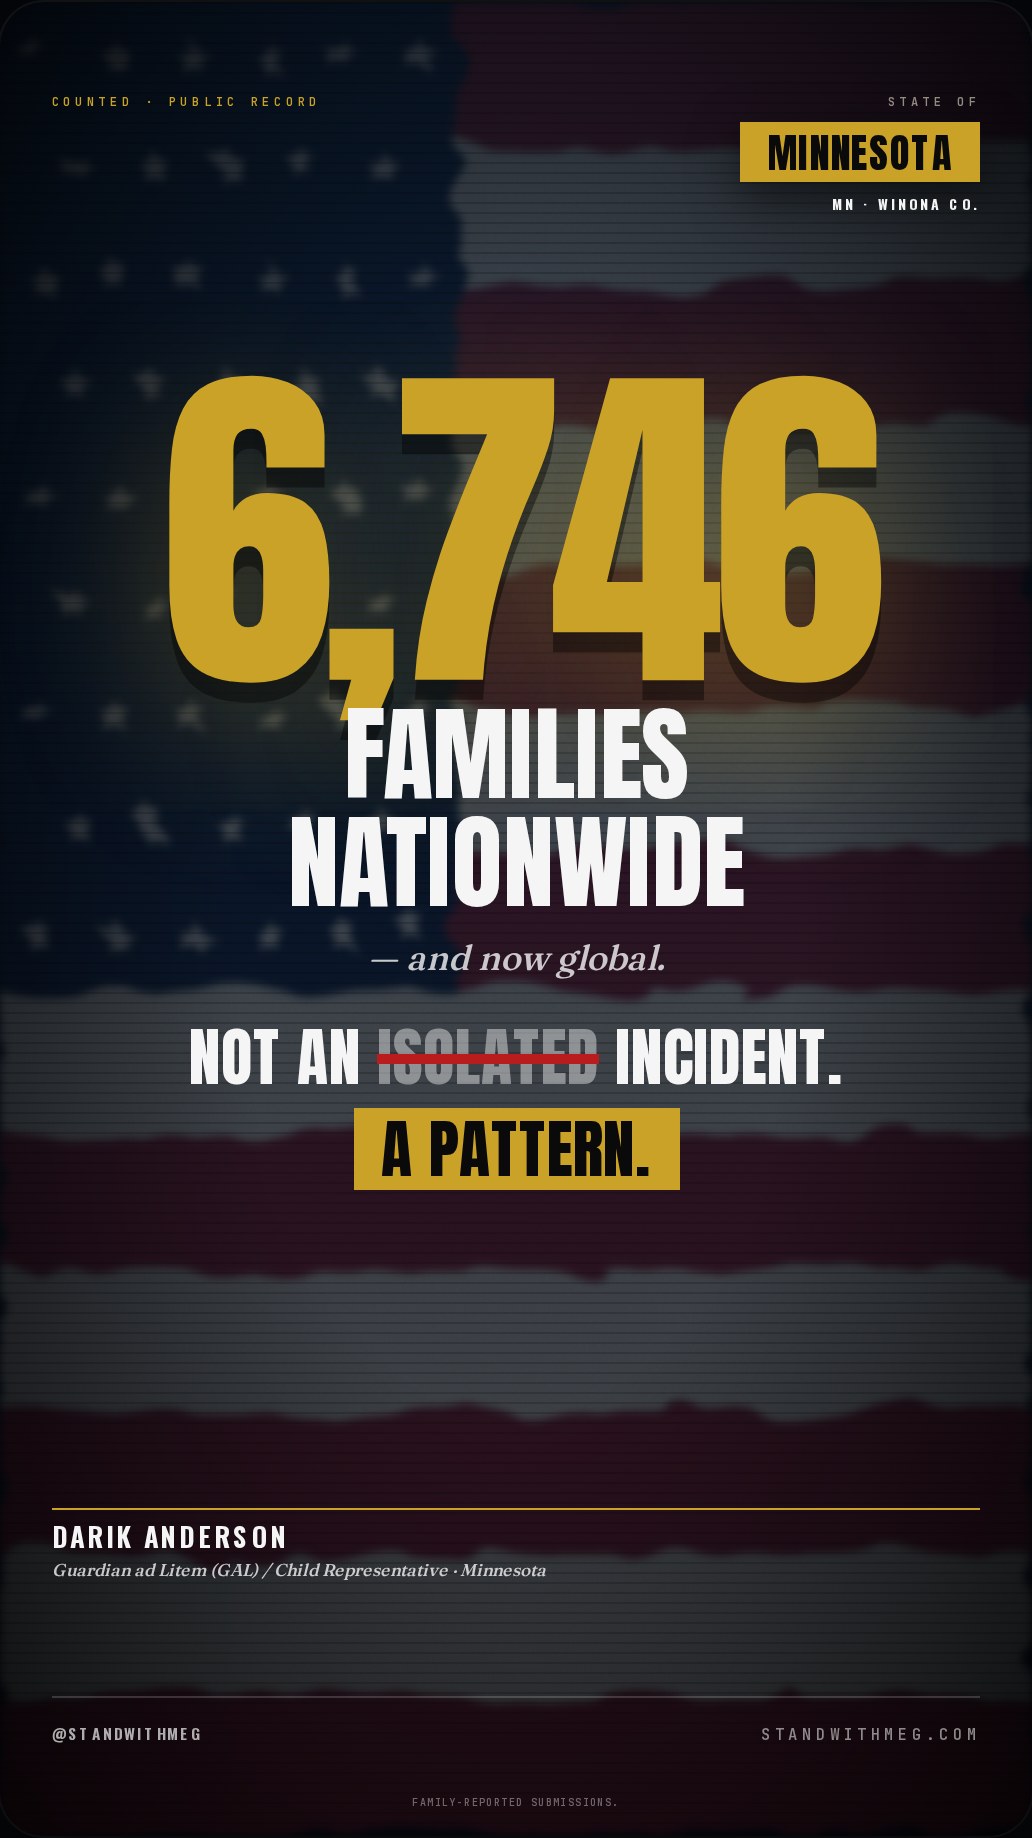 COUNTED · PUBLIC RECORD
STATE OF
MINNESOTA
MN · WINONA CO.
6,746
FAMILIES
NATIONWIDE
— and now global.
NOT AN ISOLATED INCIDENT.
A PATTERN.
DARIK ANDERSON
Guardian ad Litem (GAL) / Child Representative · Minnesota
@STANDWITHMEG
STANDWITHMEG.COM
FAMILY-REPORTED SUBMISSIONS.